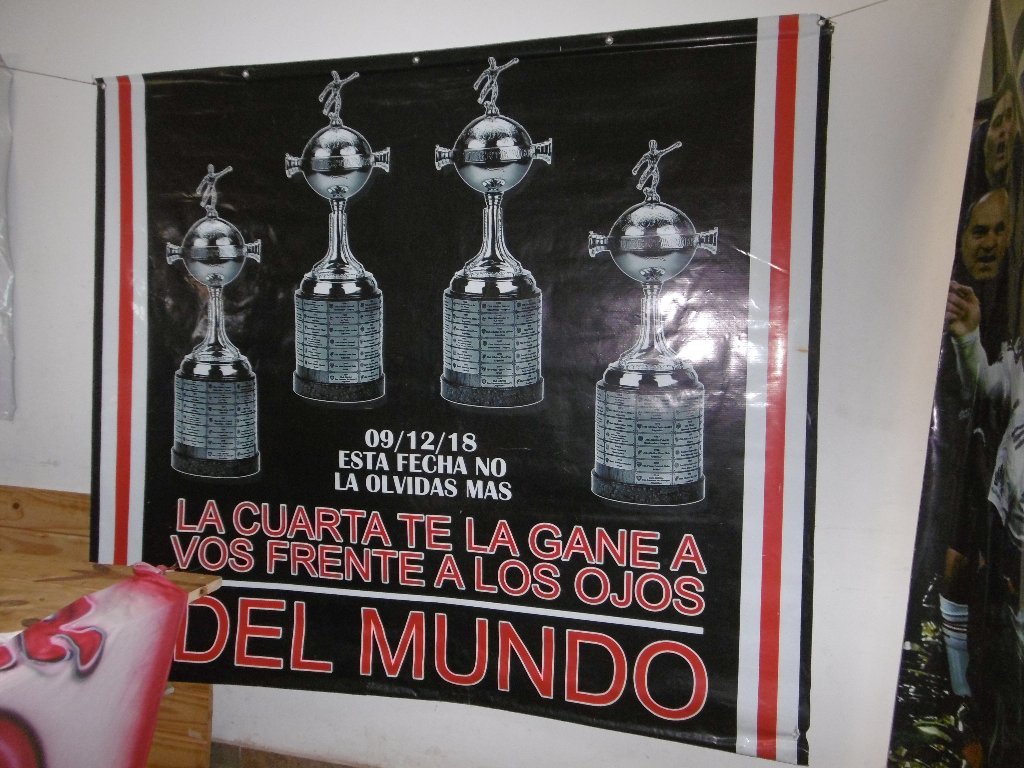 09/12/18
ESTA FECHA NO
LA OLVIDAS MAS
LA CUARTA TE LA GANE A
VOS FRENTE A LOS OJOS
DEL MUNDO